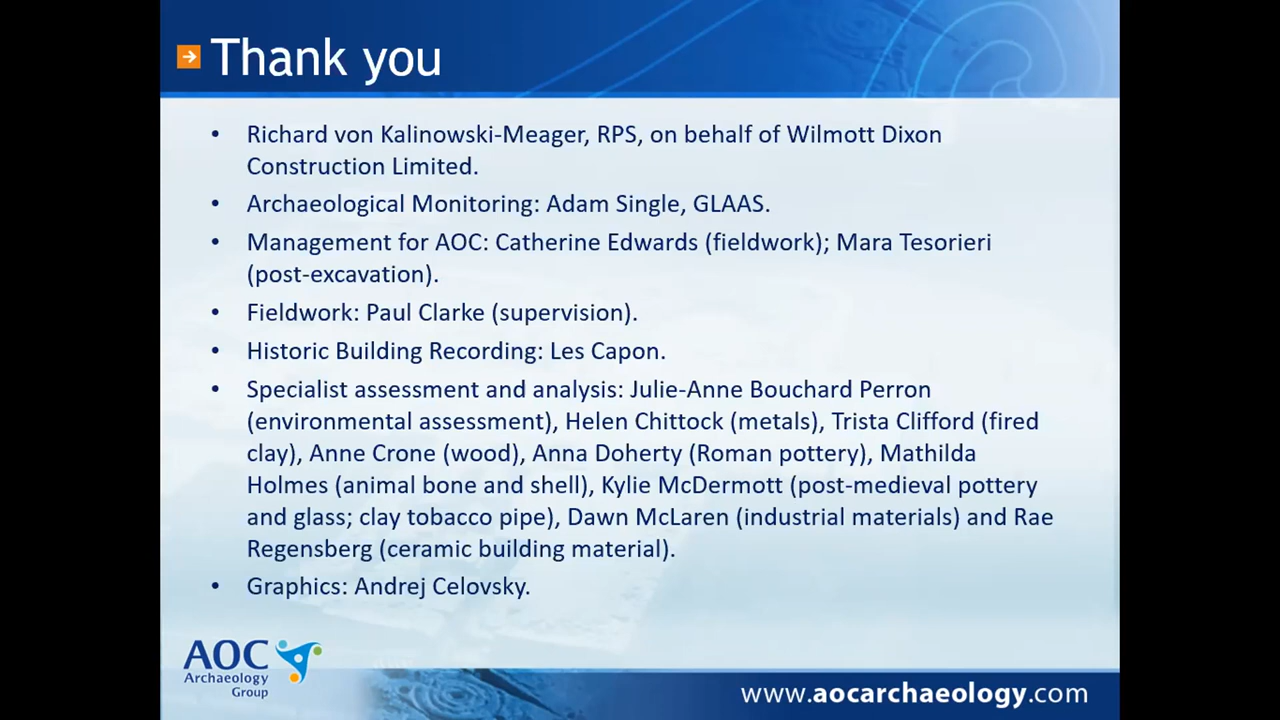 Thank you
• Richard von Kalinowski-Meager, RPS, on behalf of Wilmott Dixon
Construction Limited.
• Archaeological Monitoring: Adam Single, GLAAS.
• Management for AOC: Catherine Edwards (fieldwork); Mara Tesorieri
(post-excavation).
• Fieldwork: Paul Clarke (supervision).
• Historic Building Recording: Les Capon.
• Specialist assessment and analysis: Julie-Anne Bouchard Perron
(environmental assessment), Helen Chittock (metals), Trista Clifford (fired
clay), Anne Crone (wood), Anna Doherty (Roman pottery), Mathilda
Holmes (animal bone and shell), Kylie McDermott (post-medieval pottery
and glass; clay tobacco pipe), Dawn McLaren (industrial materials) and Rae
Regensberg (ceramic building material).
• Graphics: Andrej Celovsky.
AOC
Archaeology
Group
www.aocarchaeology.com